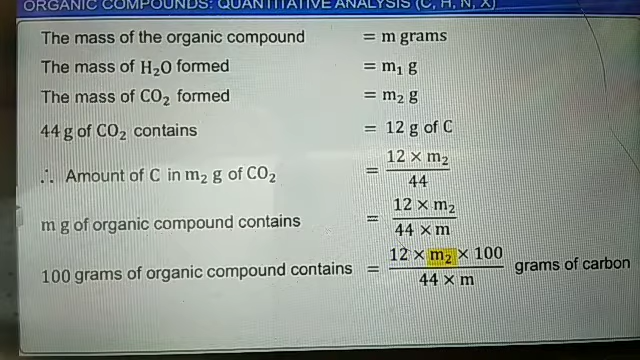 ORGANIC COMPOUNDS: QUANTITATIVE ANALYSIS (C, H, N, X)
The mass of the organic compound = m grams
The mass of H₂O formed = m₁ g
The mass of CO₂ formed = m₂ g
44 g of CO₂ contains = 12 g of C
∴ Amount of C in m₂ g of CO₂ = 12 × m₂ / 44
m g of organic compound contains = 12 × m₂ / 44 × m
100 grams of organic compound contains = 12 × m₂ × 100 / 44 × m grams of carbon